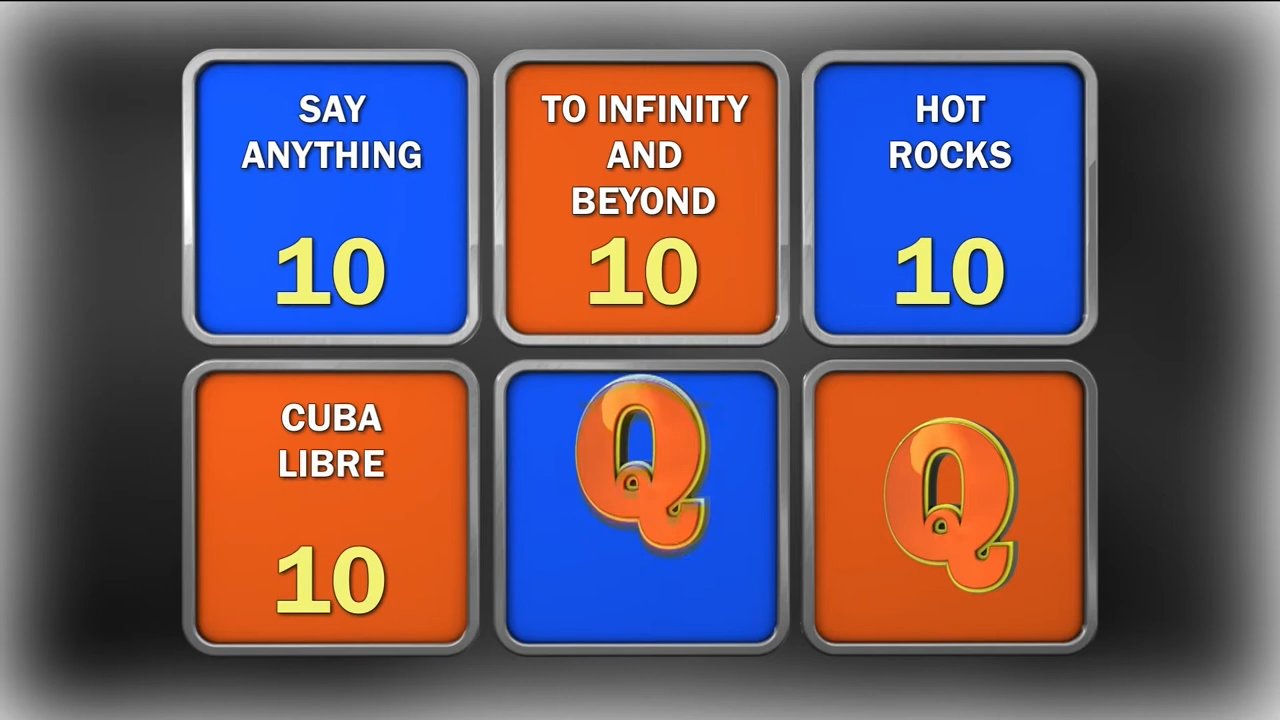 SAY
ANYTHING
10
TO INFINITY
AND
BEYOND
10
HOT
ROCKS
10
CUBA
LIBRE
10
Q
Q